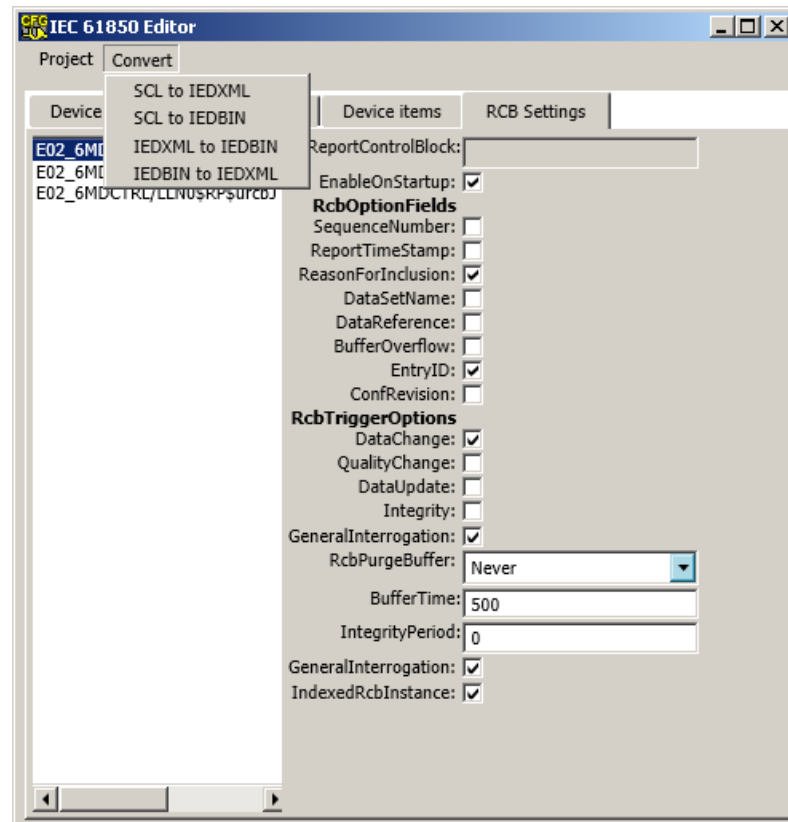 CFG IEC 61850 Editor
Project Convert
SCL to IEDXML
SCL to IEDBIN
IEDXML to IEDBIN
IEDBIN to IEDXML
Device Device items RCB Settings
E02_6MD
E02_6MD
E02_6MDCTRL/LLN0$RP$urcbJ
ReportControlBlock:
EnableOnStartup:
RcbOptionFields
SequenceNumber:
ReportTimeStamp:
ReasonForInclusion:
DataSetName:
DataReference:
BufferOverflow:
EntryID:
ConfRevision:
RcbTriggerOptions
DataChange:
QualityChange:
DataUpdate:
Integrity:
GeneralInterrogation:
RcbPurgeBuffer: Never
BufferTime: 500
IntegrityPeriod: 0
GeneralInterrogation:
IndexedRcbInstance: